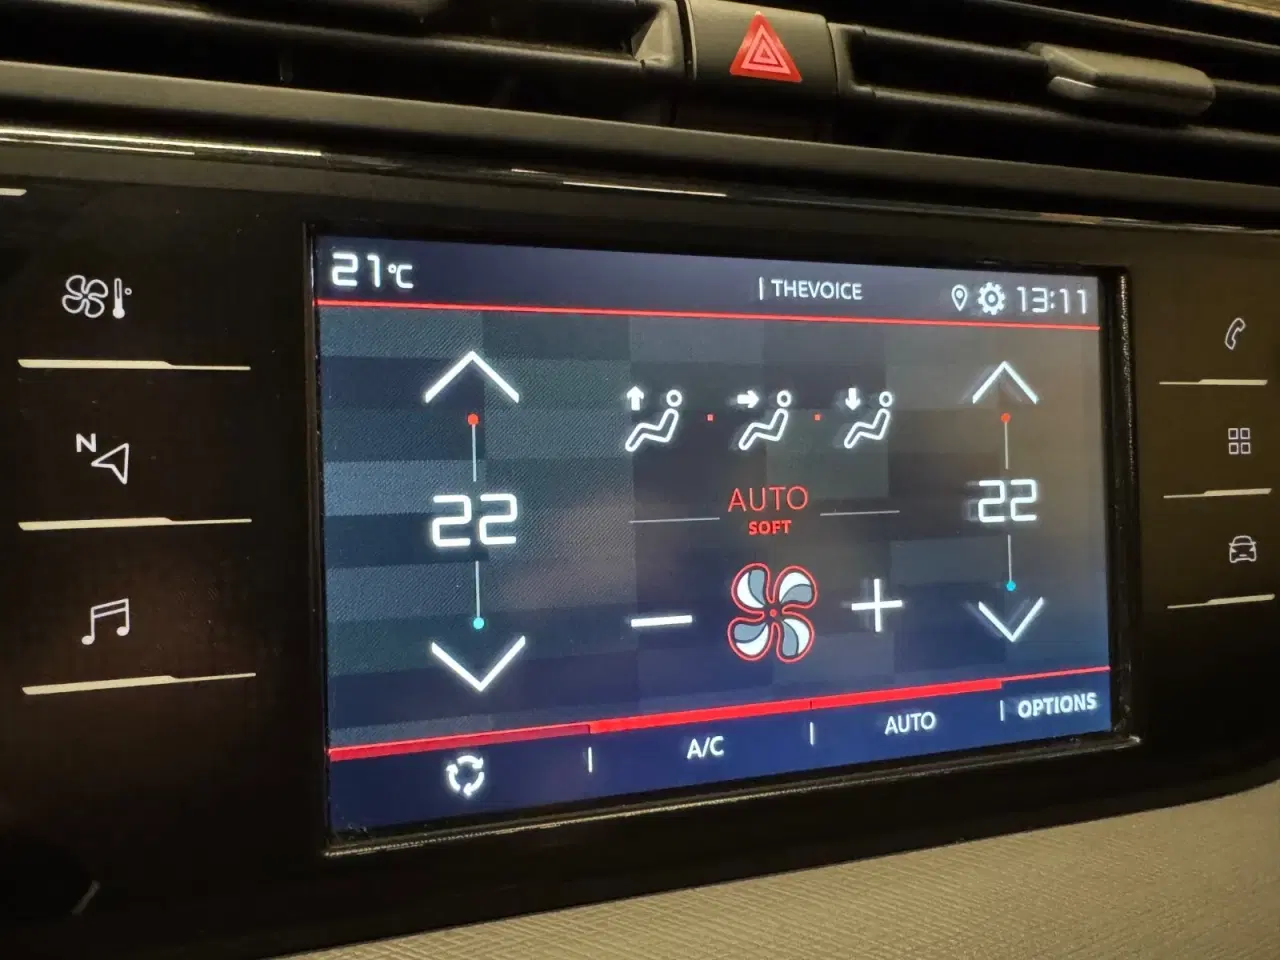 21°C
| THEVOICE
13:11
N
22
AUTO
SOFT
22
A/C
AUTO
OPTIONS